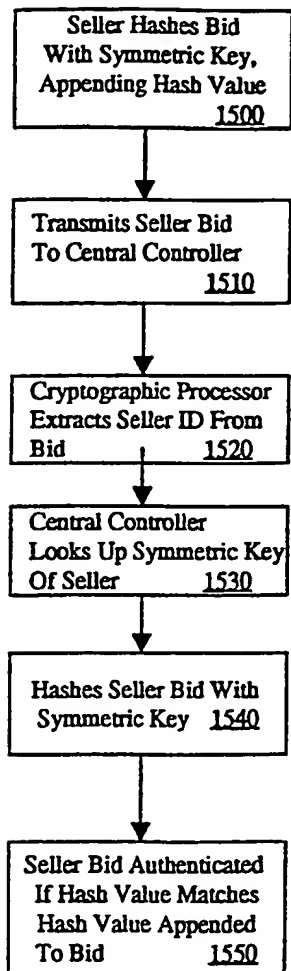 Seller Hashes Bid
With Symmetric Key,
Appending Hash Value
1500
Transmits Seller Bid
To Central Controller
1510
Cryptographic Processor
Extracts Seller ID From
Bid 1520
Central Controller
Looks Up Symmetric Key
Of Seller 1530
Hashes Seller Bid With
Symmetric Key 1540
Seller Bid Authenticated
If Hash Value Matches
Hash Value Appended
To Bid 1550